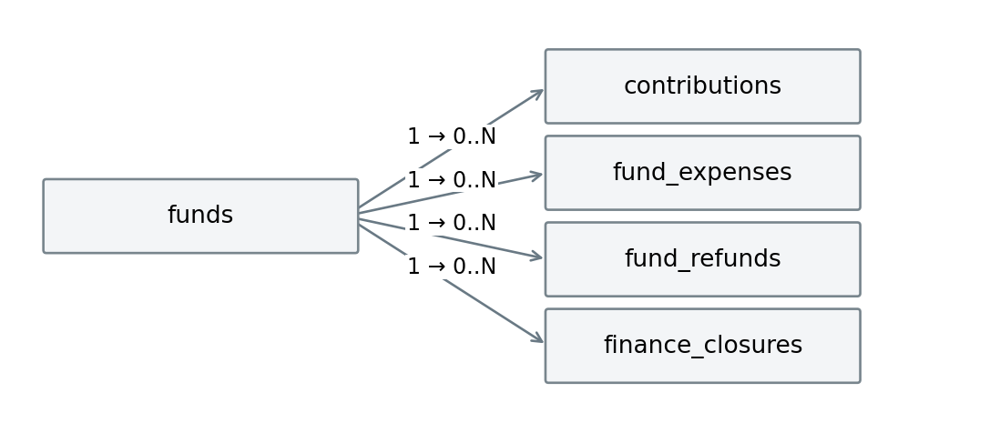 contributions
1 → 0..N
fund_expenses
1 → 0..N
funds
1 → 0..N
fund_refunds
1 → 0..N
finance_closures